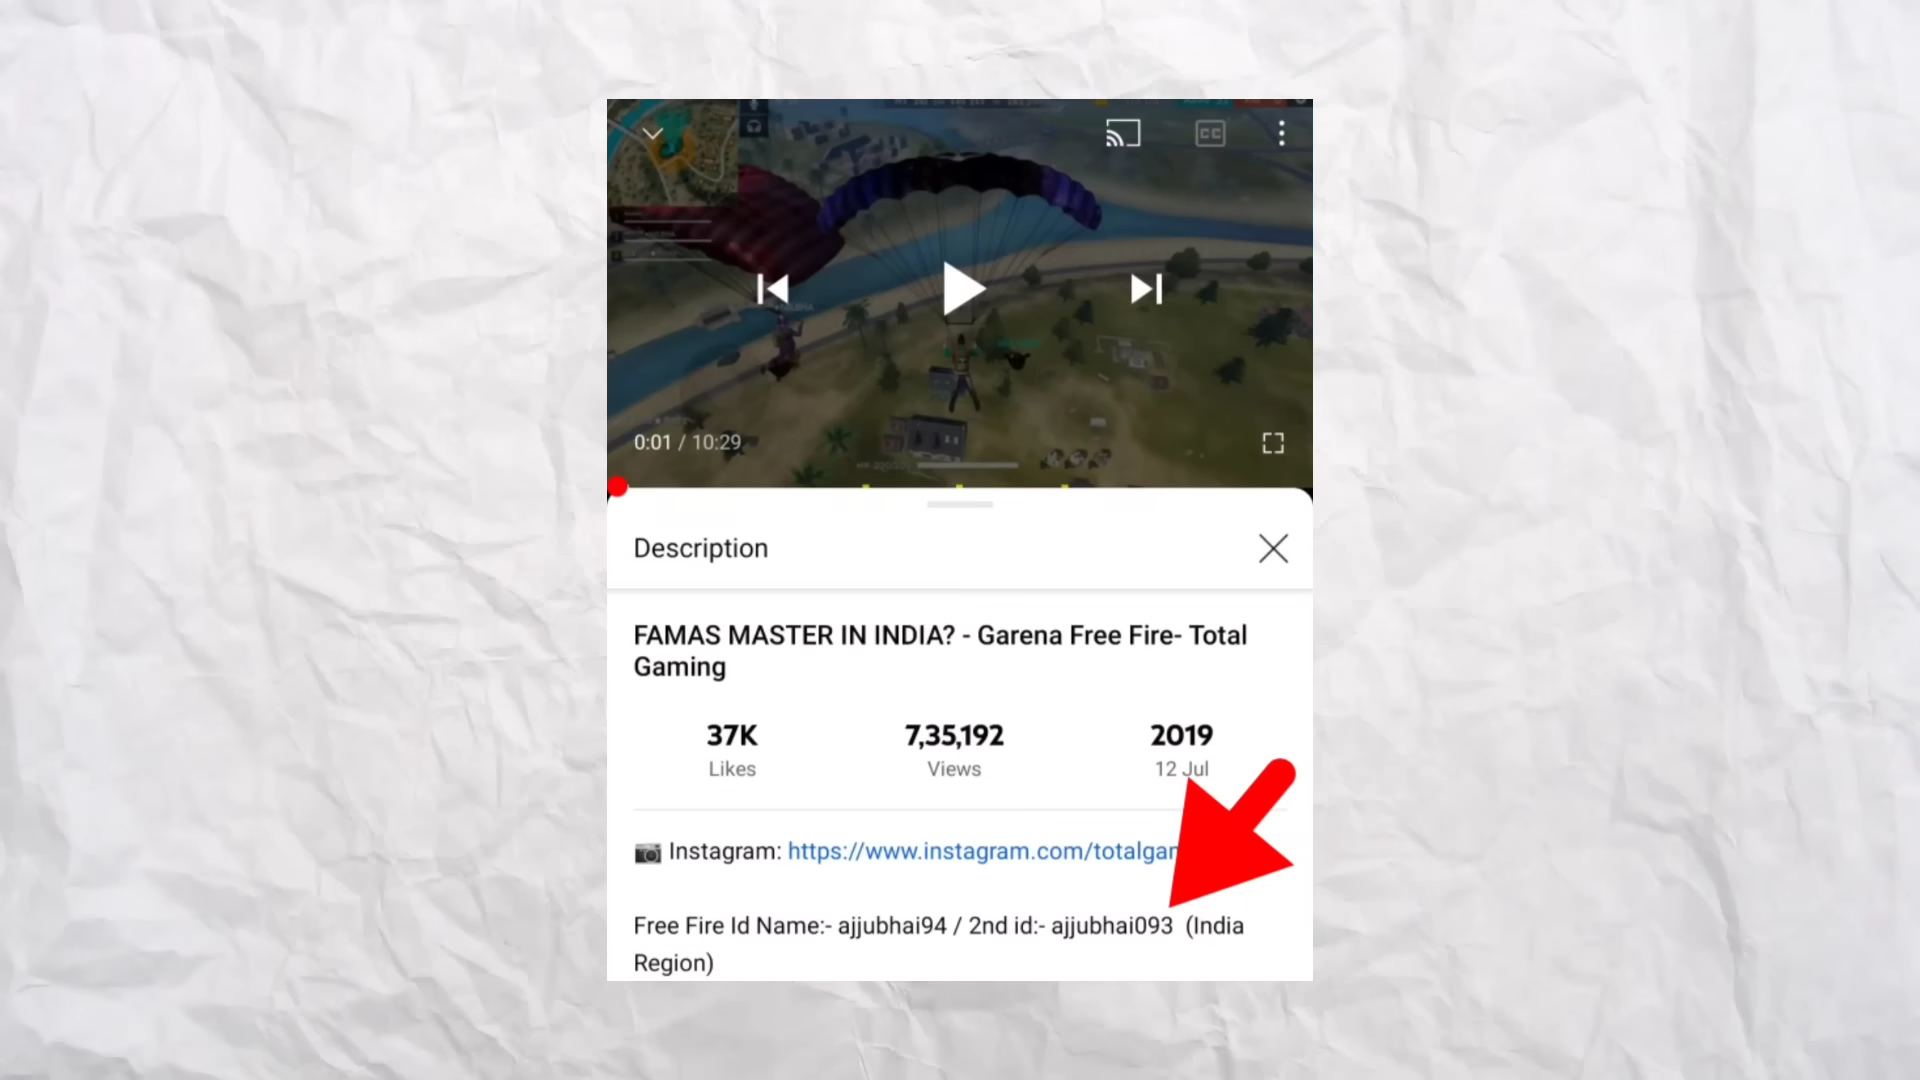 CC
0:01 / 10:29
Description
FAMAS MASTER IN INDIA? - Garena Free Fire- Total
Gaming
37K 7,35,192 2019
Likes Views 12 Jul
Instagram: https://www.instagram.com/totalgam
Free Fire Id Name:- ajjubhai94 / 2nd id:- ajjubhai093 (India
Region)